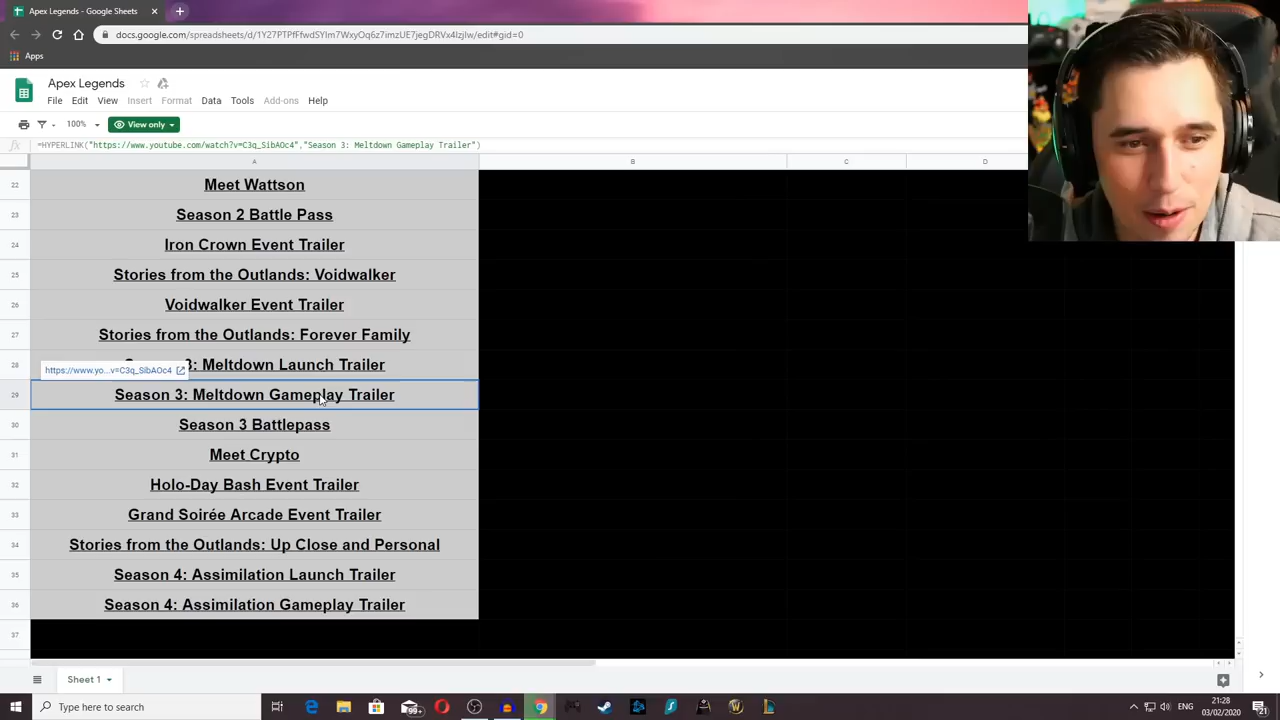 Apex Legends - Google Sheets
docs.google.com/spreadsheets/d/1Y27PTPfFfwdSYlm7WxyOq6z7imzUE7jegDRVx4lzjlw/edit#gid=0
Apps
Apex Legends
File Edit View Insert Format Data Tools Add-ons Help
100% View only
fx =HYPERLINK("https://www.youtube.com/watch?v=C3q_SibAOc4","Season 3: Meltdown Gameplay Trailer")
A B C D
22 Meet Wattson
23 Season 2 Battle Pass
24 Iron Crown Event Trailer
25 Stories from the Outlands: Voidwalker
26 Voidwalker Event Trailer
27 Stories from the Outlands: Forever Family
28 3: Meltdown Launch Trailer
https://www.yo...v=C3q_SibAOc4
29 Season 3: Meltdown Gameplay Trailer
30 Season 3 Battlepass
31 Meet Crypto
32 Holo-Day Bash Event Trailer
33 Grand Soirée Arcade Event Trailer
34 Stories from the Outlands: Up Close and Personal
35 Season 4: Assimilation Launch Trailer
36 Season 4: Assimilation Gameplay Trailer
37
Sheet 1
Type here to search
99+
21:28
03/02/2020
21